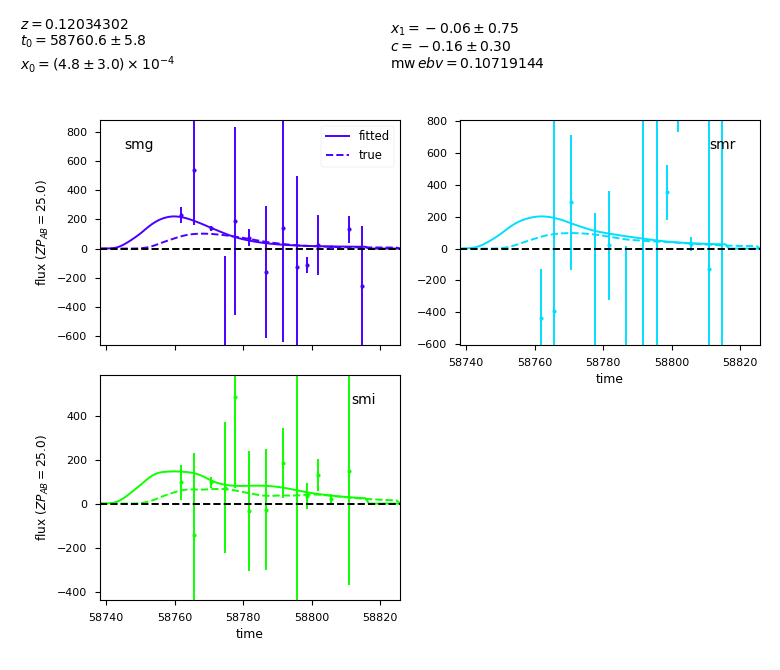 z = 0.12034302
t0 = 58760.6 ± 5.8
x0 = (4.8 ± 3.0) × 10^−4
x1 = −0.06 ± 0.75
c = −0.16 ± 0.30
mw ebv = 0.10719144
smg
fitted
true
800
600
400
200
0
−200
−400
−600
flux (ZP_AB = 25.0)
smr
800
600
400
200
0
−200
−400
−600
58740 58760 58780 58800 58820
time
smi
400
200
0
−200
−400
flux (ZP_AB = 25.0)
58740 58760 58780 58800 58820
time